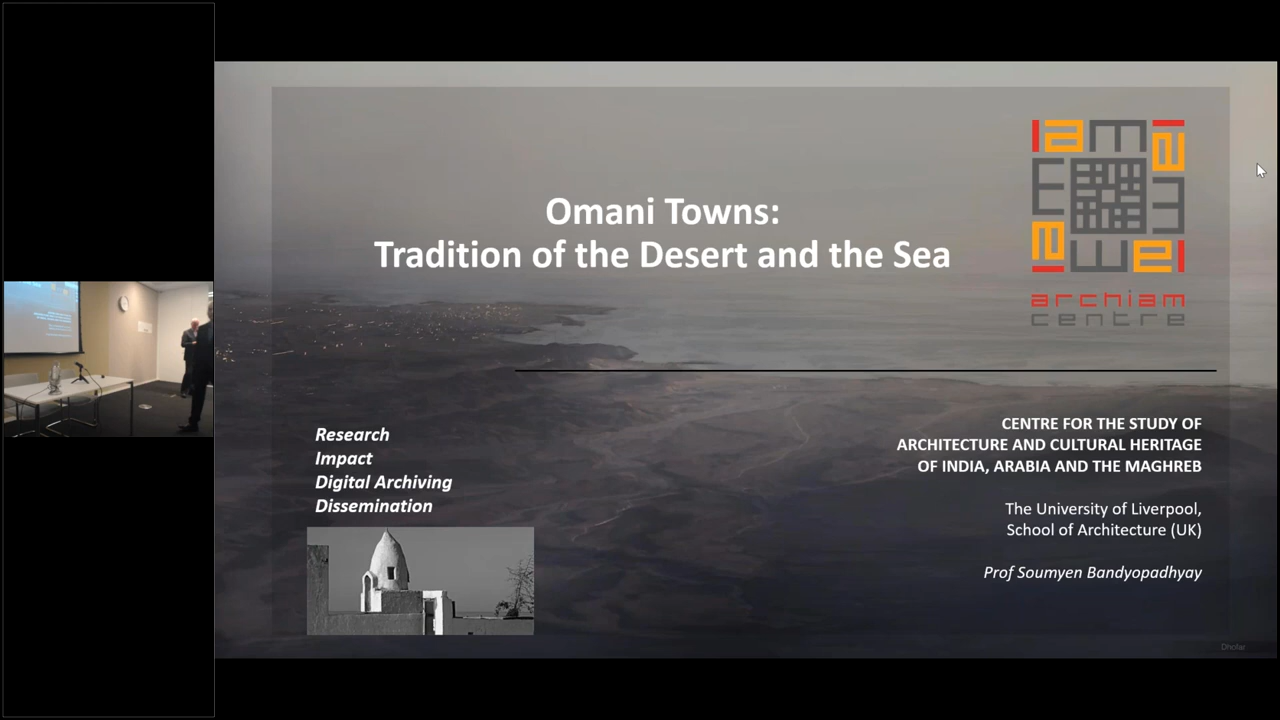 Omani Towns:
Tradition of the Desert and the Sea
archiam
centre
Research
Impact
Digital Archiving
Dissemination
CENTRE FOR THE STUDY OF
ARCHITECTURE AND CULTURAL HERITAGE
OF INDIA, ARABIA AND THE MAGHREB
The University of Liverpool,
School of Architecture (UK)
Prof Soumyen Bandyopadhyay
Dhofar